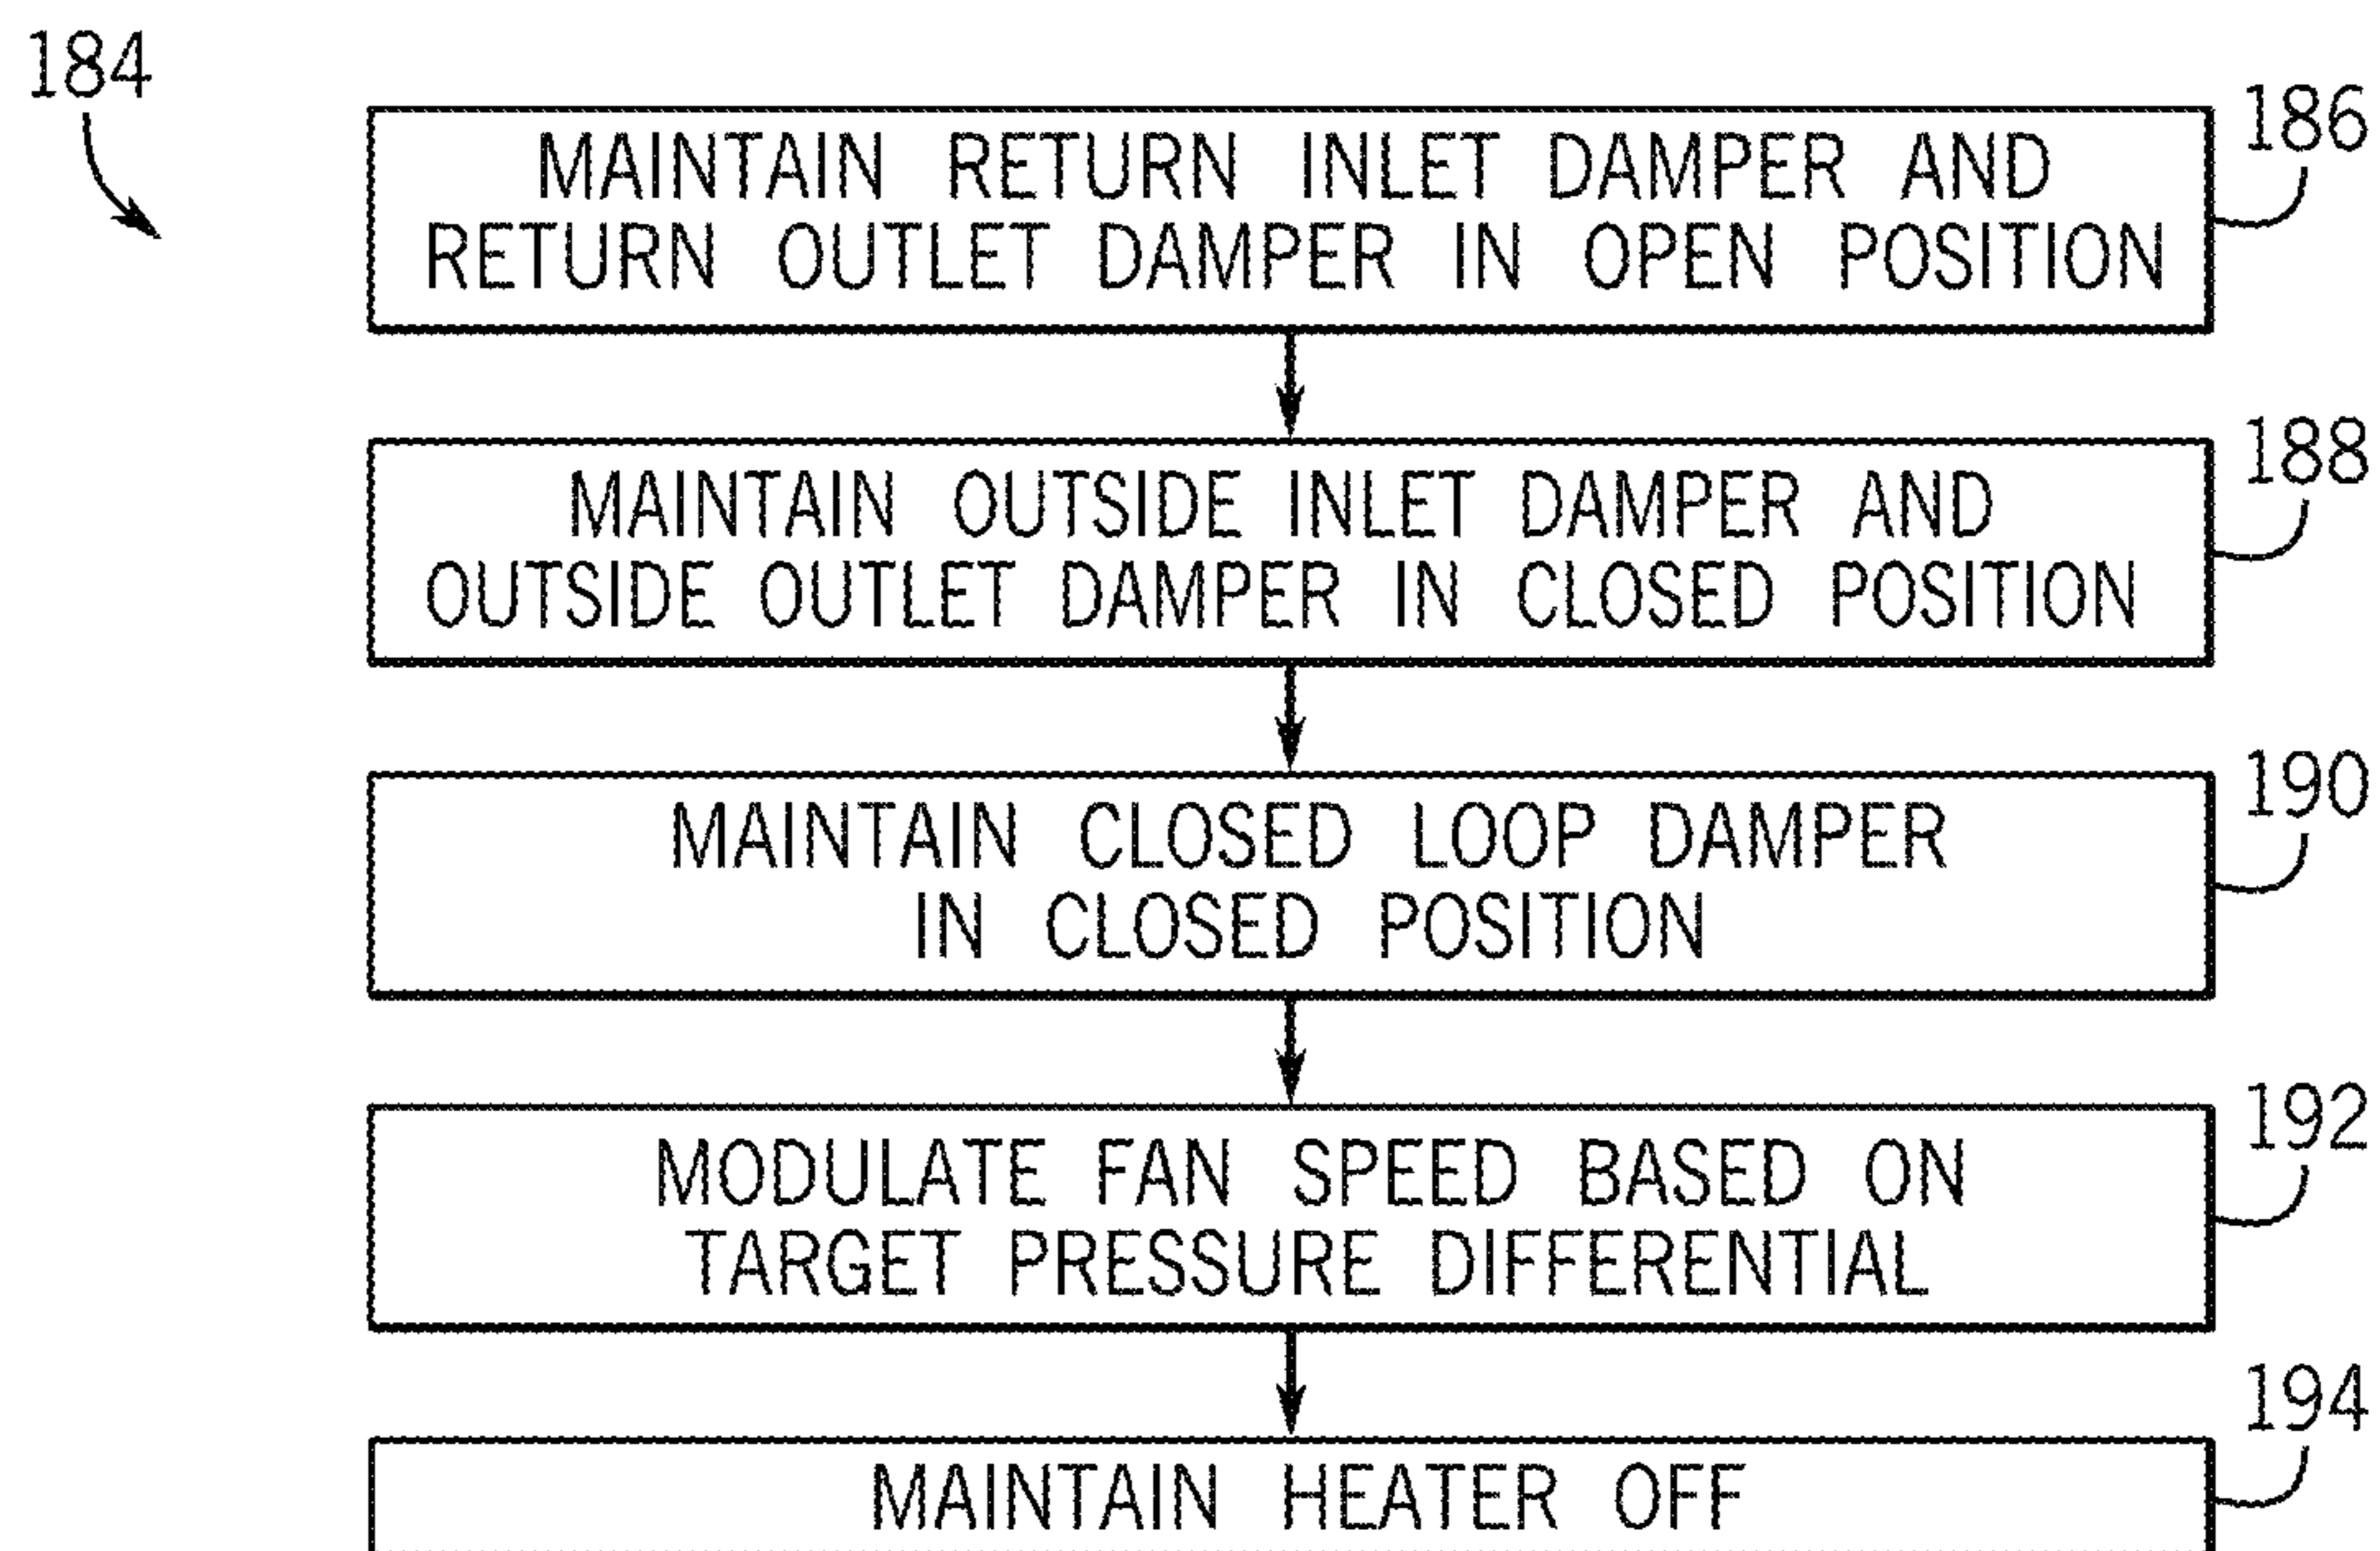 184
MAINTAIN RETURN INLET DAMPER AND
RETURN OUTLET DAMPER IN OPEN POSITION
186
MAINTAIN OUTSIDE INLET DAMPER AND
OUTSIDE OUTLET DAMPER IN CLOSED POSITION
188
MAINTAIN CLOSED LOOP DAMPER
IN CLOSED POSITION
190
MODULATE FAN SPEED BASED ON
TARGET PRESSURE DIFFERENTIAL
192
MAINTAIN HEATER OFF
194